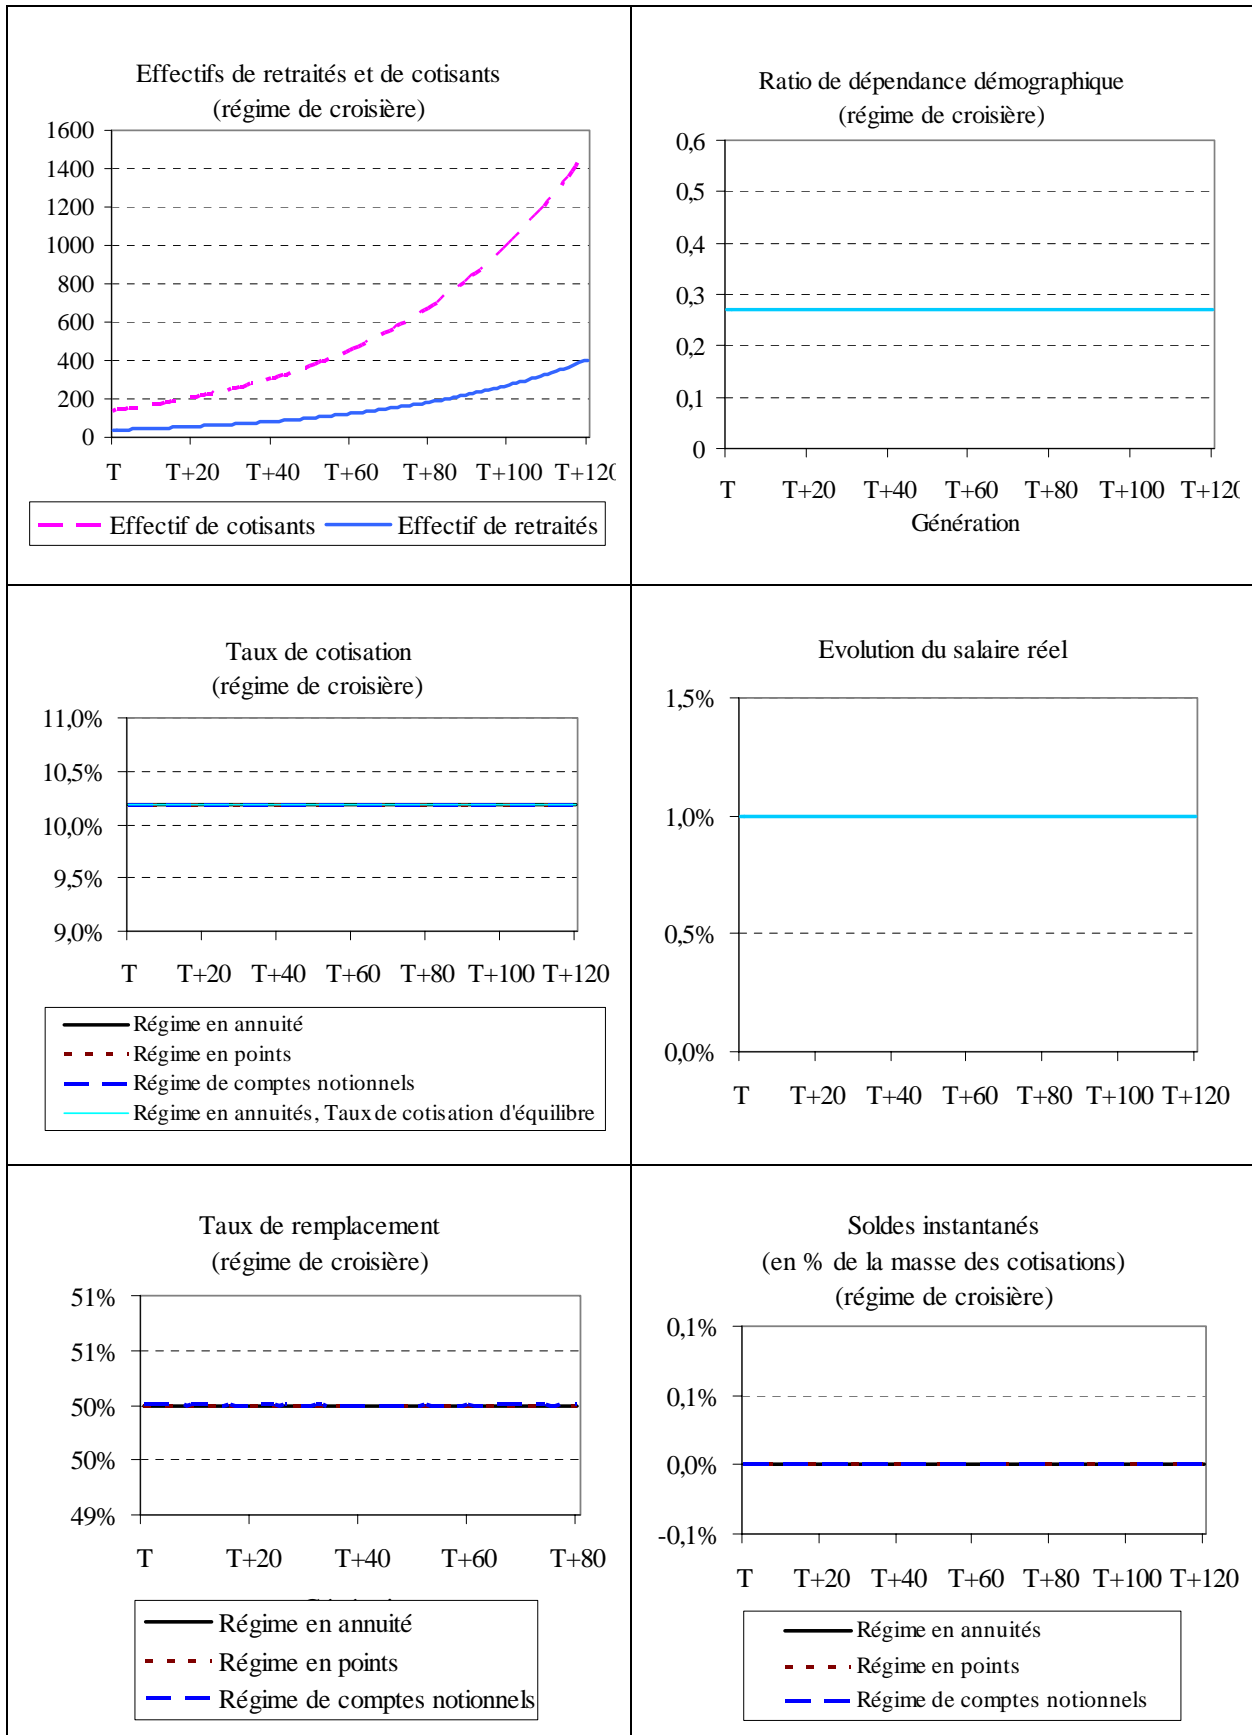 Effectifs de retraités et de cotisants
(régime de croisière)
1600
1400
1200
1000
800
600
400
200
0
T T+20 T+40 T+60 T+80 T+100 T+120
Effectif de cotisants Effectif de retraités
Ratio de dépendance démographique
(régime de croisière)
0,6
0,5
0,4
0,3
0,2
0,1
0
T T+20 T+40 T+60 T+80 T+100 T+120
Génération
Taux de cotisation
(régime de croisière)
11,0%
10,5%
10,0%
9,5%
9,0%
T T+20 T+40 T+60 T+80 T+100 T+120
Régime en annuité
Régime en points
Régime de comptes notionnels
Régime en annuités, Taux de cotisation d'équilibre
Evolution du salaire réel
1,5%
1,0%
0,5%
0,0%
T T+20 T+40 T+60 T+80 T+100 T+120
Taux de remplacement
(régime de croisière)
51%
51%
50%
50%
49%
T T+20 T+40 T+60 T+80
Régime en annuité
Régime en points
Régime de comptes notionnels
Soldes instantanés
(en % de la masse des cotisations)
(régime de croisière)
0,1%
0,1%
0,0%
-0,1%
T T+20 T+40 T+60 T+80 T+100 T+120
Régime en annuités
Régime en points
Régime de comptes notionnels